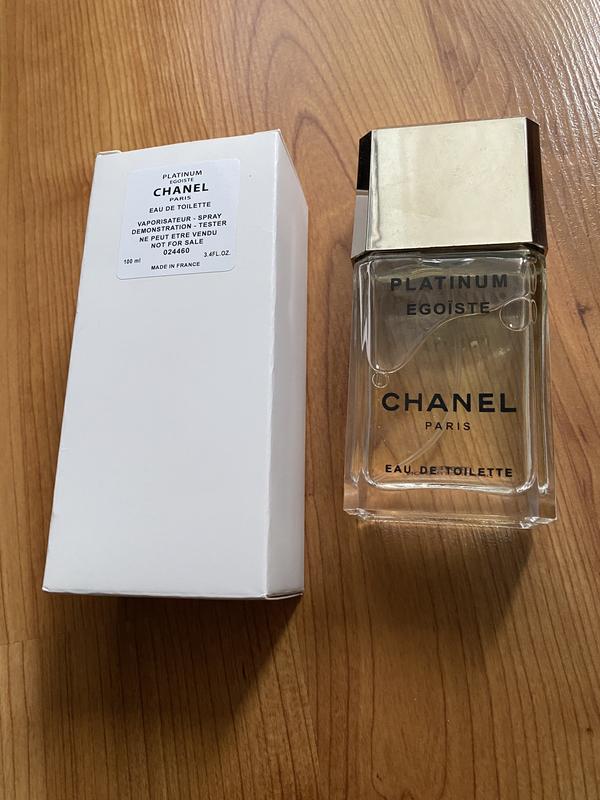 PLATINUM
EGOISTE
CHANEL
PARIS
EAU DE TOILETTE
VAPORISATEUR - SPRAY
DEMONSTRATION - TESTER
NE PEUT ETRE VENDU
NOT FOR SALE
024460
100 ml 3.4FL.OZ.
MADE IN FRANCE
PLATINUM
EGOÏSTE
CHANEL
PARIS
EAU DE TOILETTE